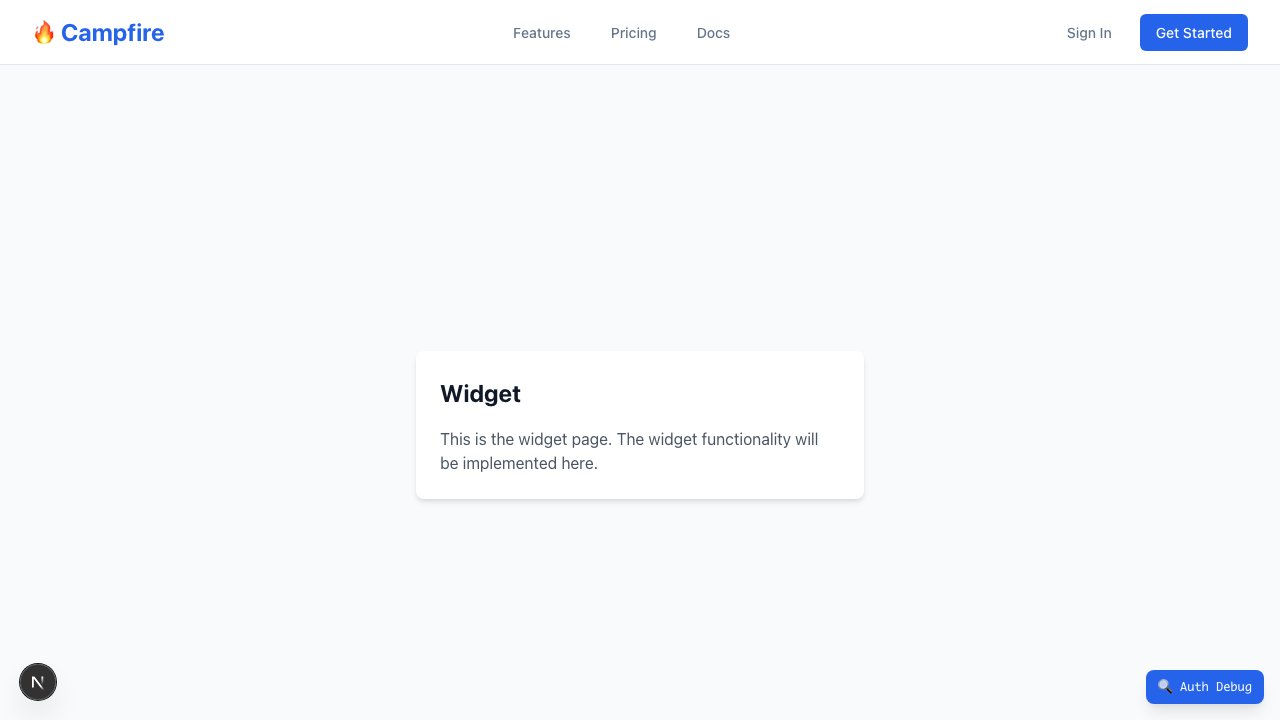 Campfire
Features
Pricing
Docs
Sign In
Get Started
Widget
This is the widget page. The widget functionality will
be implemented here.
N
Auth Debug